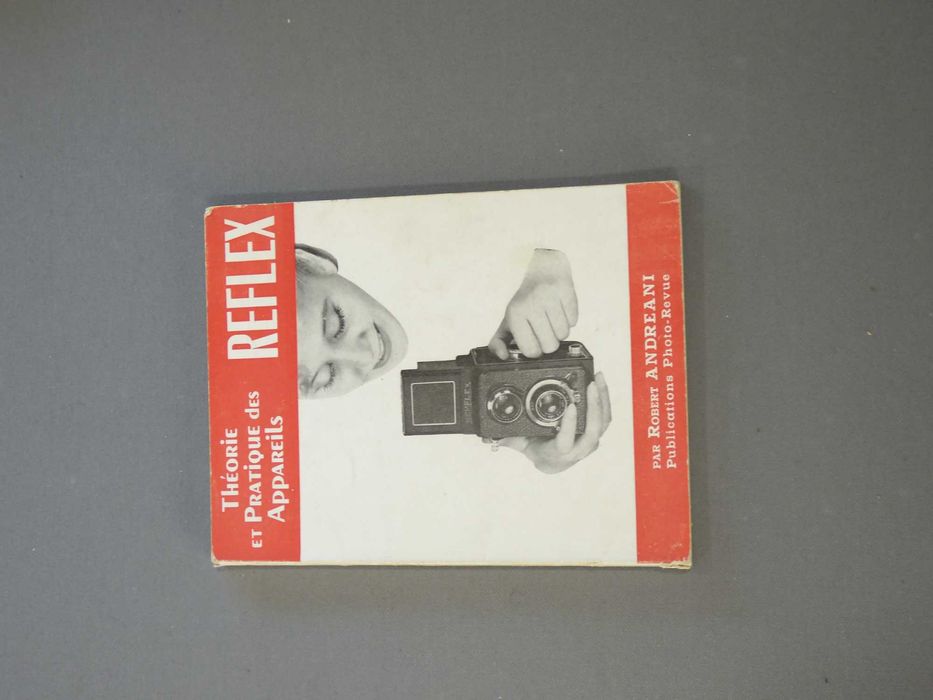 Théorie
et Pratique des
Appareils
REFLEX
par Robert ANDREANI
Publications Photo-Revue